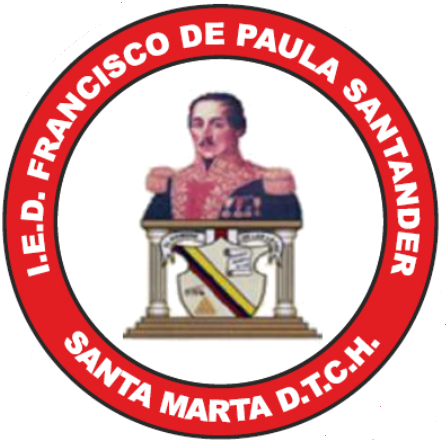 I.E.D. FRANCISCO DE PAULA SANTANDER
SANTA MARTA D.T.C.H.